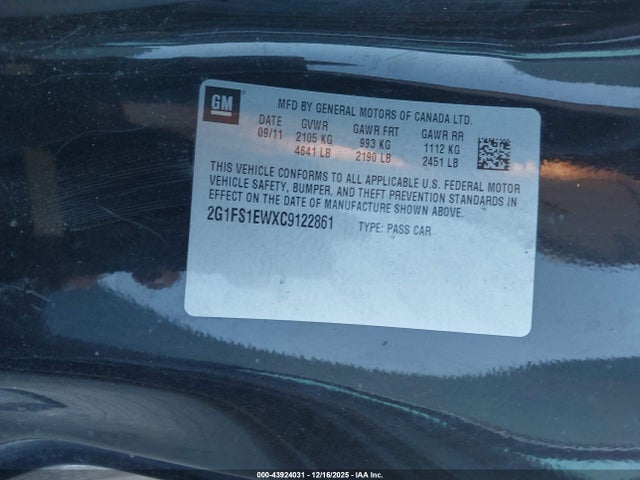 GM
MFD BY GENERAL MOTORS OF CANADA LTD.
DATE GVWR GAWR FRT GAWR RR
09/11 2105 KG 993 KG 1112 KG
4641 LB 2190 LB 2451 LB
THIS VEHICLE CONFORMS TO ALL APPLICABLE U.S. FEDERAL MOTOR
VEHICLE SAFETY, BUMPER, AND THEFT PREVENTION STANDARDS IN
EFFECT ON THE DATE OF MANUFACTURE SHOWN ABOVE.
2G1FS1EWXC9122861 TYPE: PASS CAR
000-43924031 - 12/16/2025 - IAA Inc.